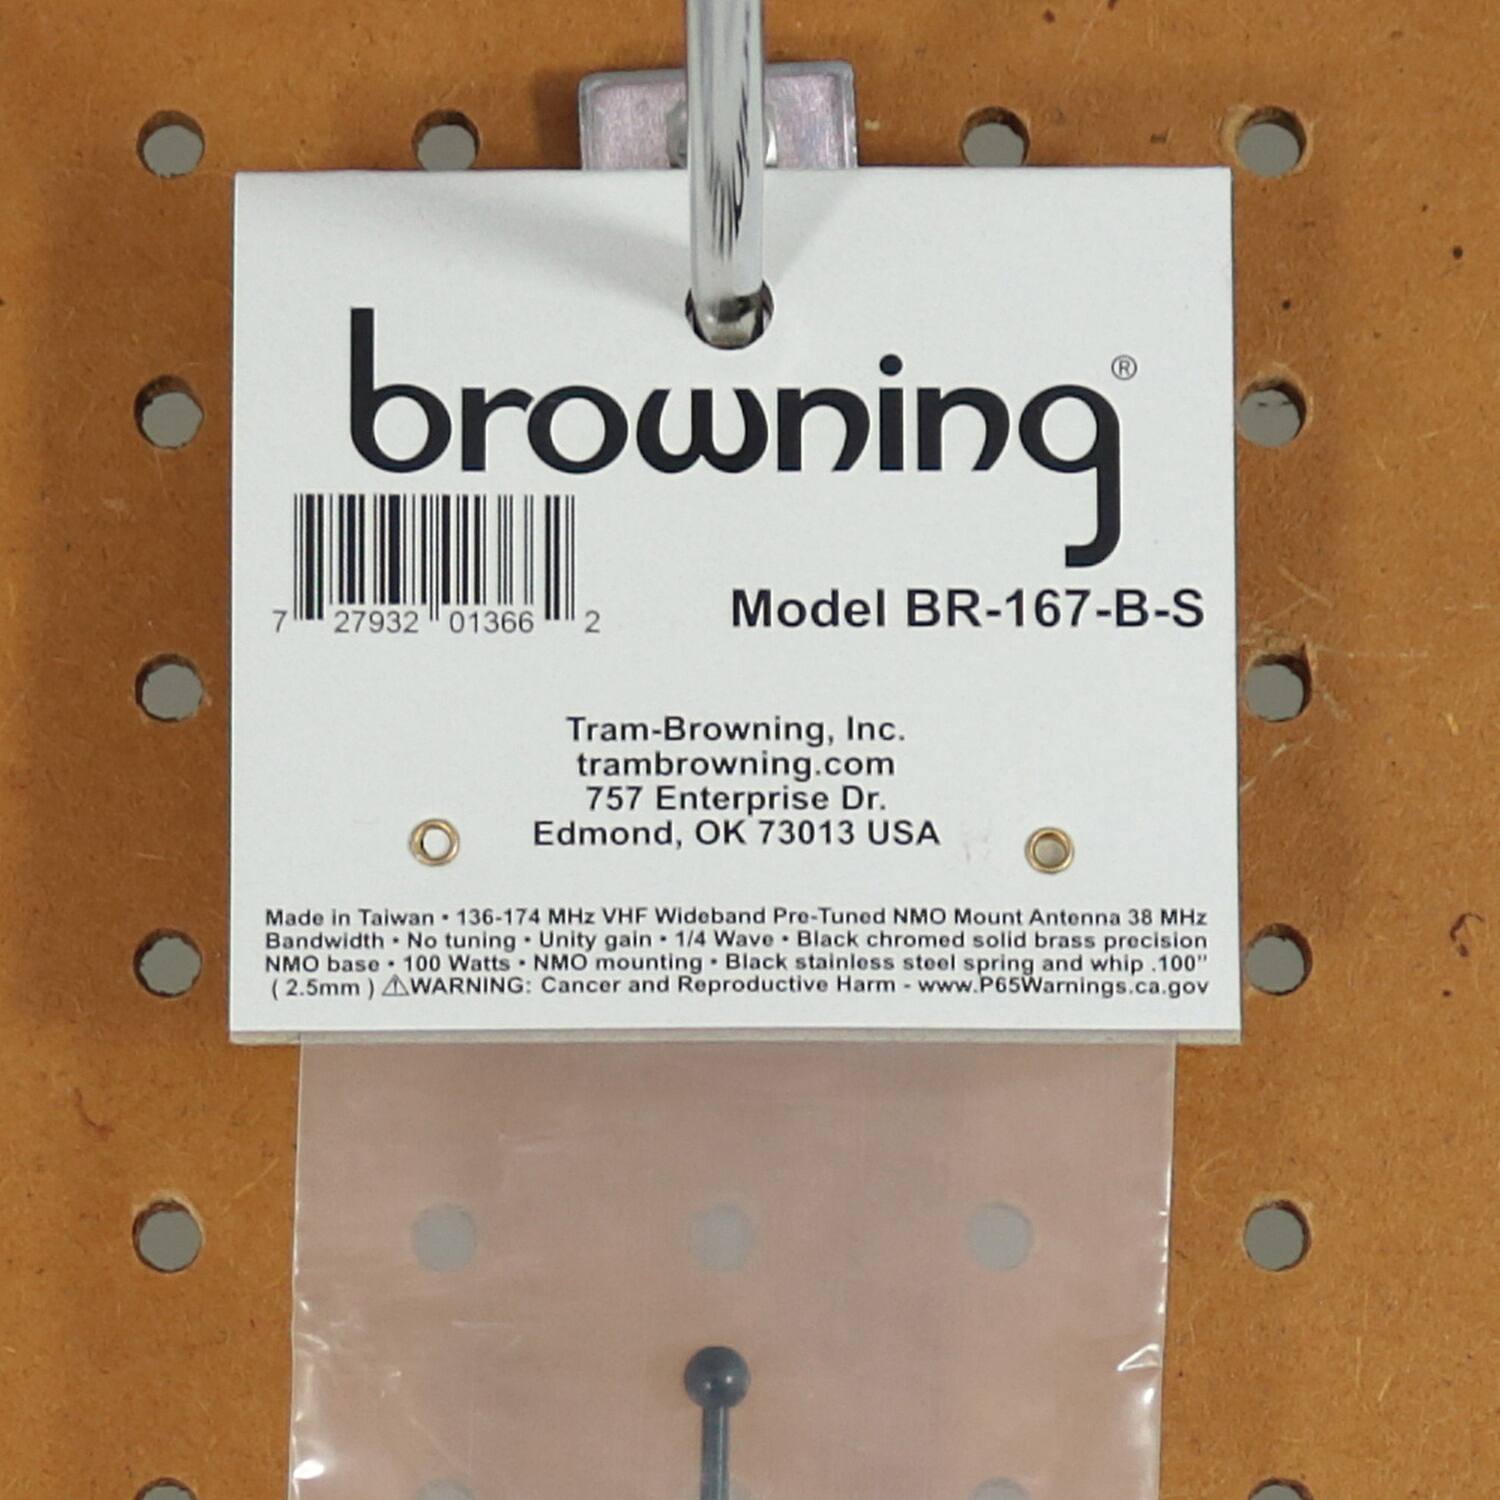 browning®
7 27932 01366 2
Model BR-167-B-S
Tram-Browning, Inc.
trambrowning.com
757 Enterprise Dr.
Edmond, OK 73013 USA
Made in Taiwan • 136-174 MHz VHF Wideband Pre-Tuned NMO Mount Antenna 38 MHz
Bandwidth • No tuning • Unity gain • 1/4 Wave • Black chromed solid brass precision
NMO base • 100 Watts • NMO mounting • Black stainless steel spring and whip .100"
( 2.5mm ) ⚠WARNING: Cancer and Reproductive Harm - www.P65Warnings.ca.gov